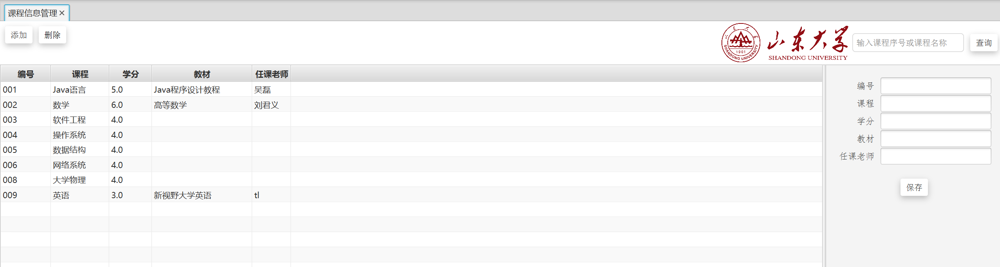 课程信息管理
添加 删除
山东大学
SHANDONG UNIVERSITY
1901
SHANDONG UNIVERSITY
输入课程序号或课程名称 查询
编号 课程 学分 教材 任课老师
001 Java语言 5.0 Java程序设计教程 吴磊
002 数学 6.0 高等数学 刘君义
003 软件工程 4.0
004 操作系统 4.0
005 数据结构 4.0
006 网络系统 4.0
008 大学物理 4.0
009 英语 3.0 新视野大学英语 tl
编号
课程
学分
教材
任课老师
保存